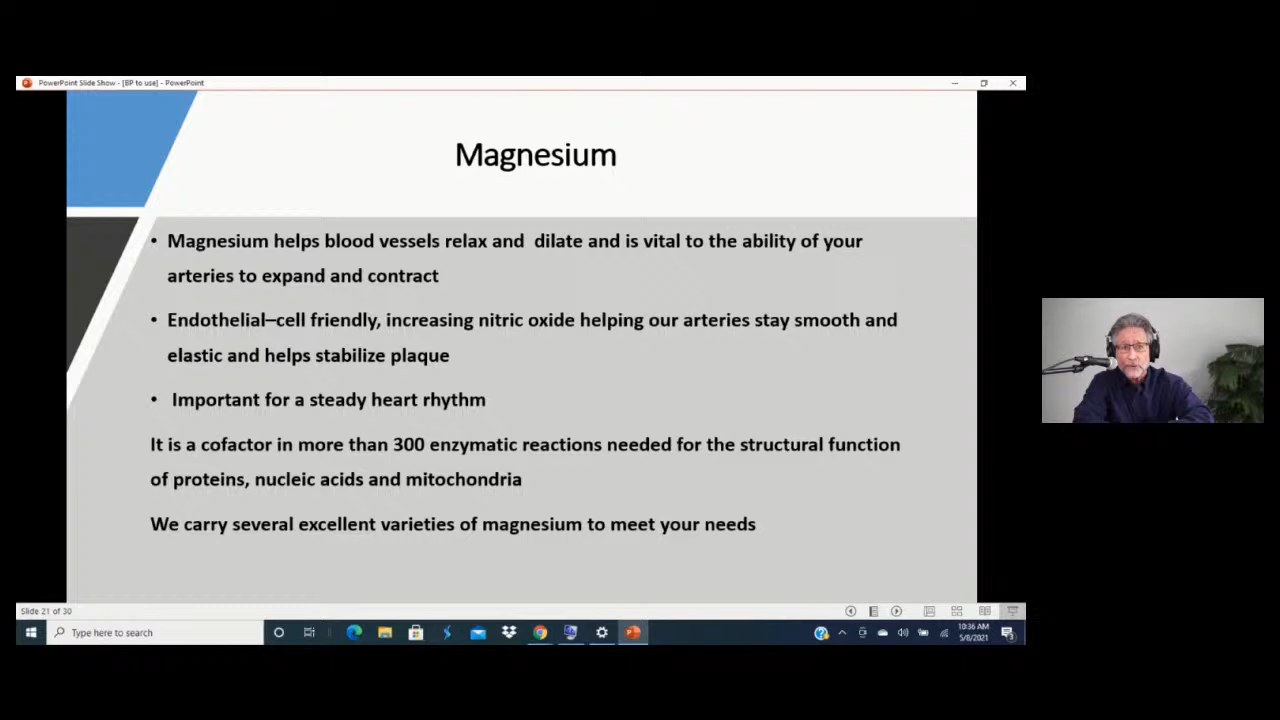 PowerPoint Slide Show - [BP to use] - PowerPoint
Magnesium
• Magnesium helps blood vessels relax and  dilate and is vital to the ability of your
arteries to expand and contract
• Endothelial–cell friendly, increasing nitric oxide helping our arteries stay smooth and
elastic and helps stabilize plaque
• Important for a steady heart rhythm
It is a cofactor in more than 300 enzymatic reactions needed for the structural function
of proteins, nucleic acids and mitochondria
We carry several excellent varieties of magnesium to meet your needs
Slide 21 of 30
Type here to search
10:36 AM
5/8/2021